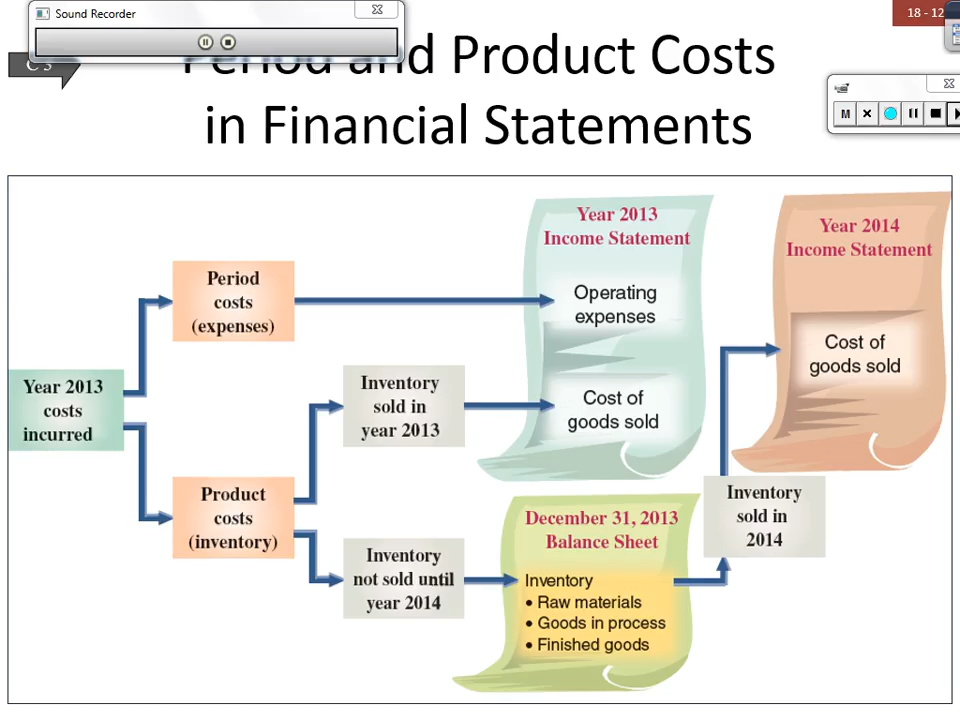 Sound Recorder
18 - 12
C 3
Period and Product Costs
in Financial Statements
M
Year 2013
Income Statement
Operating
expenses
Cost of
goods sold
Year 2014
Income Statement
Cost of
goods sold
Period
costs
(expenses)
Year 2013
costs
incurred
Inventory
sold in
year 2013
Product
costs
(inventory)
Inventory
not sold until
year 2014
December 31, 2013
Balance Sheet
Inventory
• Raw materials
• Goods in process
• Finished goods
Inventory
sold in
2014